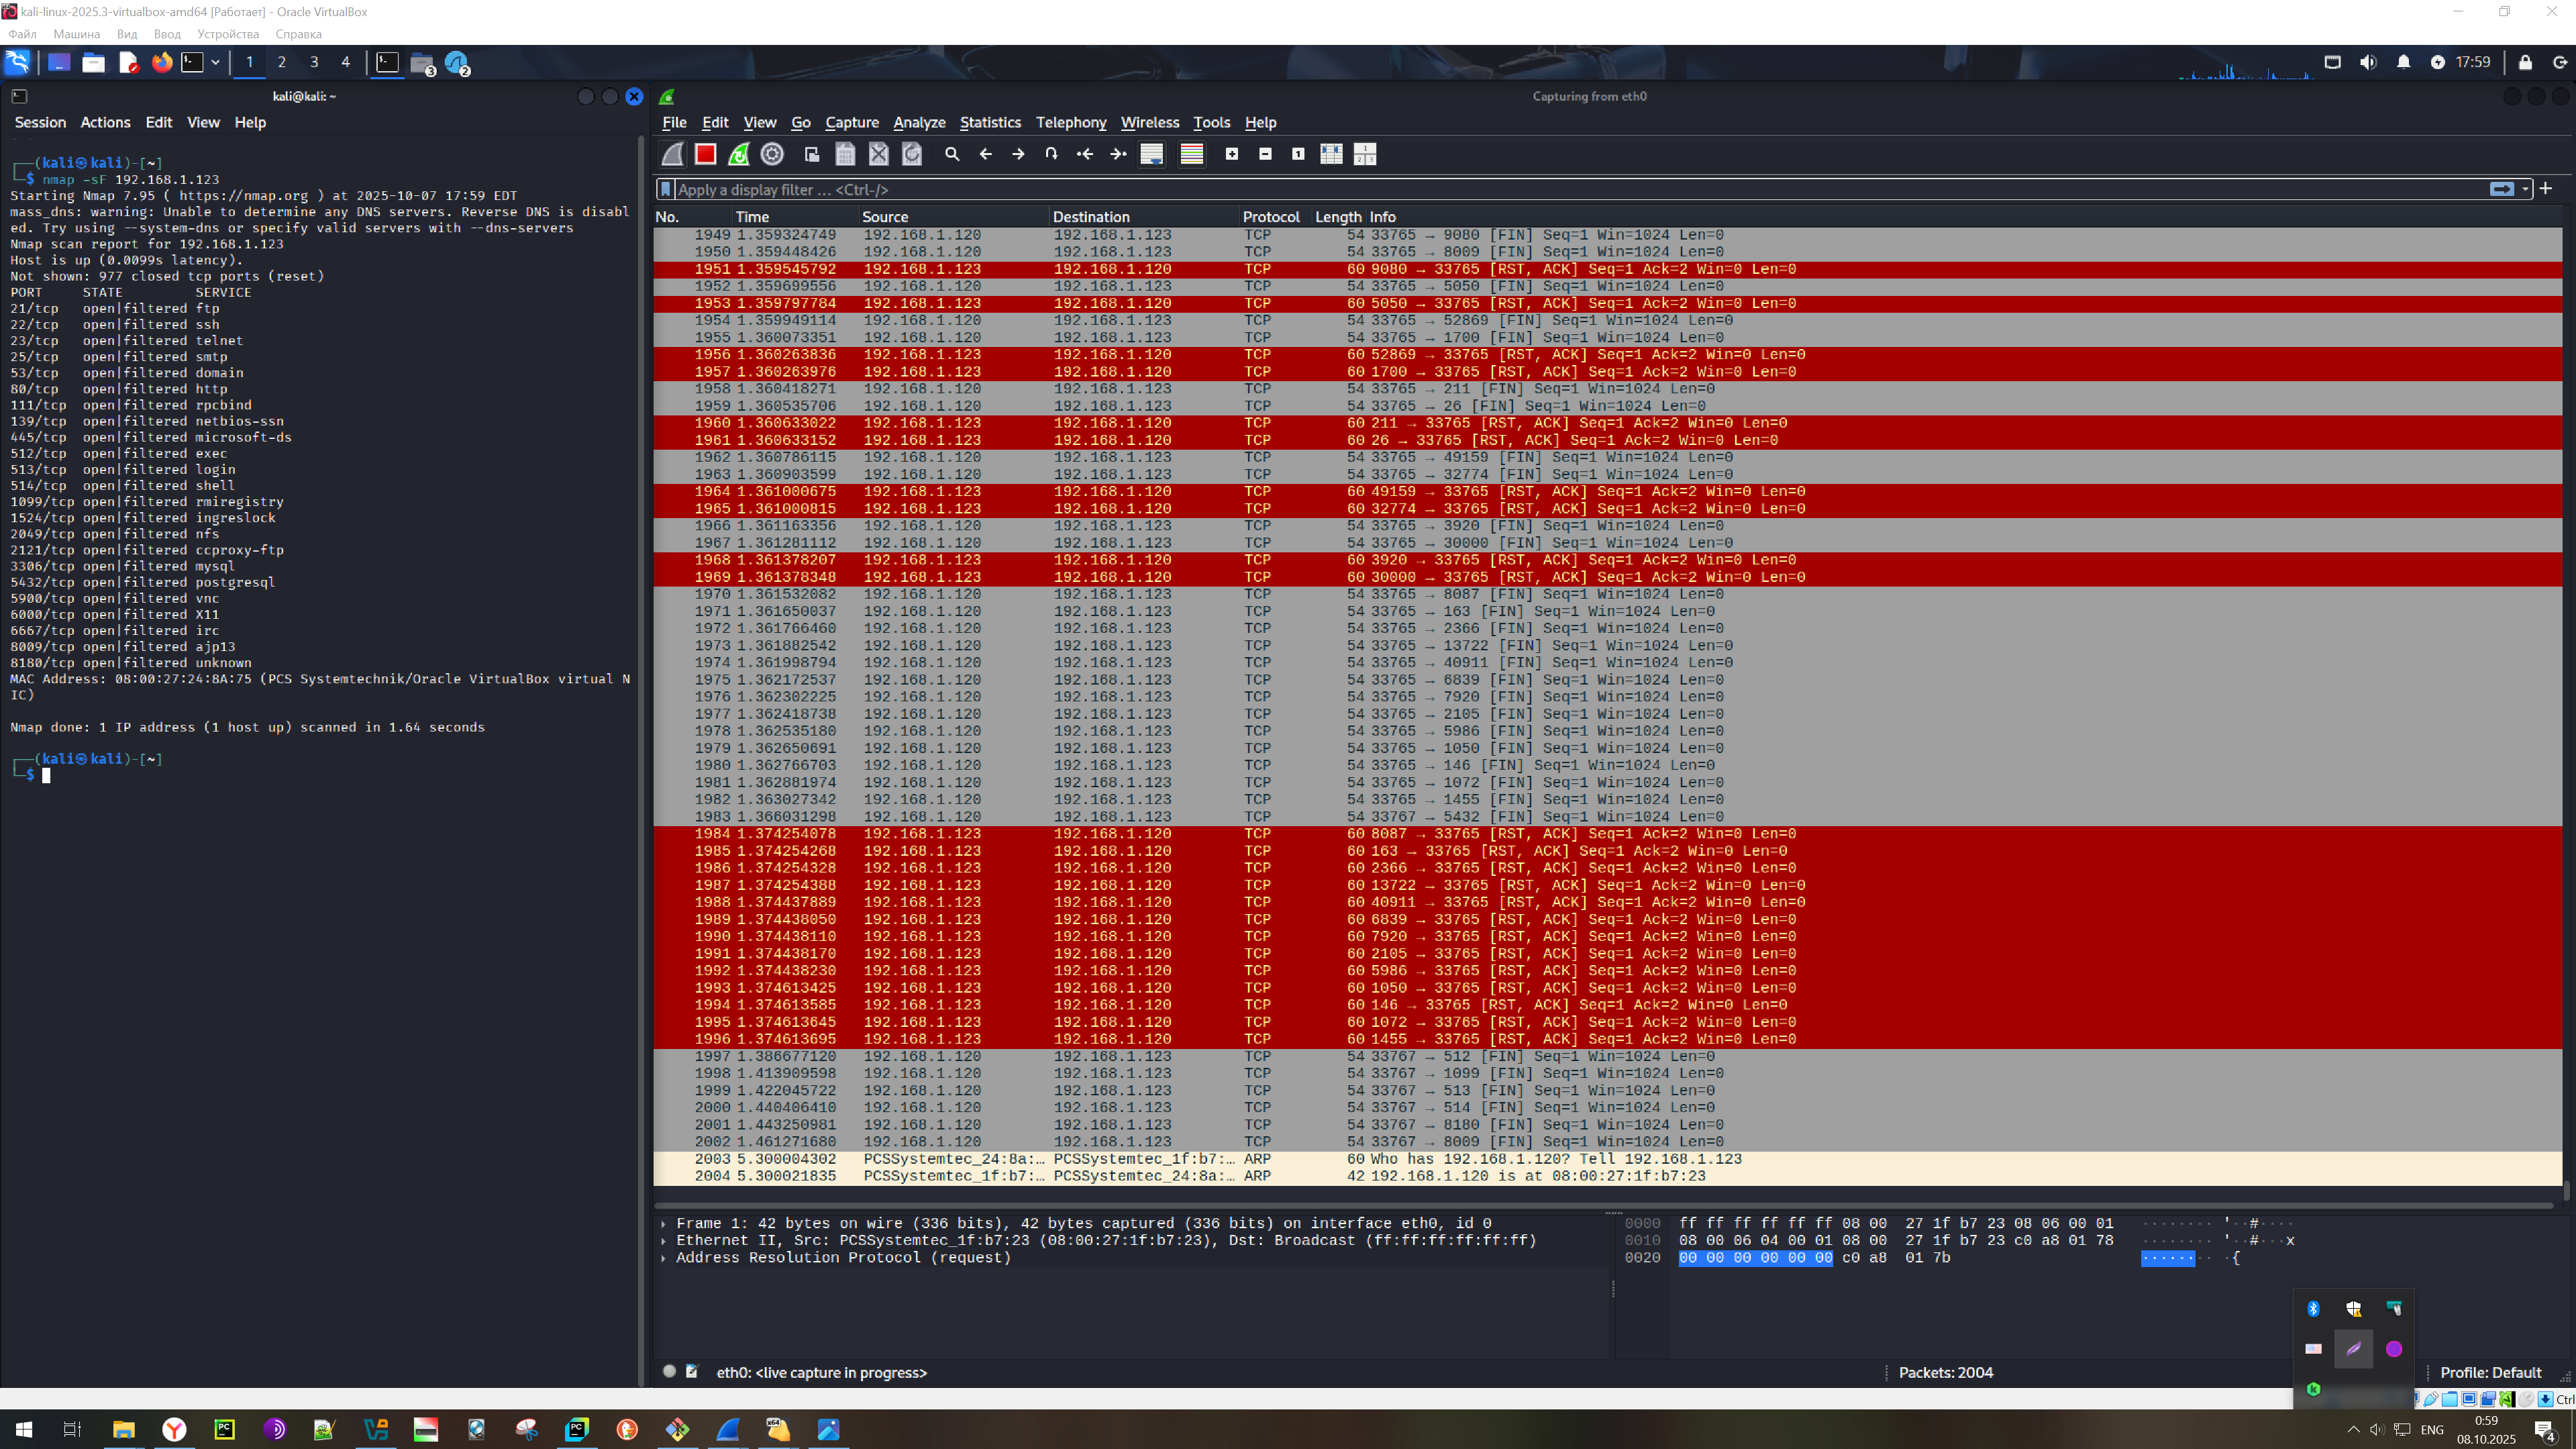 kali-linux-2025.3-virtualbox-amd64 [Работает] - Oracle VirtualBox
Файл Машина Вид Ввод Устройства Справка
1 2 3 4 3 2 17:59
kali@kali: ~
Session Actions Edit View Help
┌──(kali㉿kali)-[~]
└─$ nmap -sF 192.168.1.123
Starting Nmap 7.95 ( https://nmap.org ) at 2025-10-07 17:59 EDT
mass_dns: warning: Unable to determine any DNS servers. Reverse DNS is disabl
ed. Try using --system-dns or specify valid servers with --dns-servers
Nmap scan report for 192.168.1.123
Host is up (0.0099s latency).
Not shown: 977 closed tcp ports (reset)
PORT STATE SERVICE
21/tcp open|filtered ftp
22/tcp open|filtered ssh
23/tcp open|filtered telnet
25/tcp open|filtered smtp
53/tcp open|filtered domain
80/tcp open|filtered http
111/tcp open|filtered rpcbind
139/tcp open|filtered netbios-ssn
445/tcp open|filtered microsoft-ds
512/tcp open|filtered exec
513/tcp open|filtered login
514/tcp open|filtered shell
1099/tcp open|filtered rmiregistry
1524/tcp open|filtered ingreslock
2049/tcp open|filtered nfs
2121/tcp open|filtered ccproxy-ftp
3306/tcp open|filtered mysql
5432/tcp open|filtered postgresql
5900/tcp open|filtered vnc
6000/tcp open|filtered X11
6667/tcp open|filtered irc
8009/tcp open|filtered ajp13
8180/tcp open|filtered unknown
MAC Address: 08:00:27:24:8A:75 (PCS Systemtechnik/Oracle VirtualBox virtual N
IC)
Nmap done: 1 IP address (1 host up) scanned in 1.64 seconds
┌──(kali㉿kali)-[~]
└─$
Capturing from eth0
File Edit View Go Capture Analyze Statistics Telephony Wireless Tools Help
Apply a display filter ... <Ctrl-/>
No. Time Source Destination Protocol Length Info
1949 1.359324749 192.168.1.120 192.168.1.123 TCP 54 33765 → 9080 [FIN] Seq=1 Win=1024 Len=0
1950 1.359448426 192.168.1.120 192.168.1.123 TCP 54 33765 → 8009 [FIN] Seq=1 Win=1024 Len=0
1951 1.359545792 192.168.1.123 192.168.1.120 TCP 60 9080 → 33765 [RST, ACK] Seq=1 Ack=2 Win=0 Len=0
1952 1.359699556 192.168.1.120 192.168.1.123 TCP 54 33765 → 5050 [FIN] Seq=1 Win=1024 Len=0
1953 1.359797784 192.168.1.123 192.168.1.120 TCP 60 5050 → 33765 [RST, ACK] Seq=1 Ack=2 Win=0 Len=0
1954 1.359949114 192.168.1.120 192.168.1.123 TCP 54 33765 → 52869 [FIN] Seq=1 Win=1024 Len=0
1955 1.360073351 192.168.1.120 192.168.1.123 TCP 54 33765 → 1700 [FIN] Seq=1 Win=1024 Len=0
1956 1.360263836 192.168.1.123 192.168.1.120 TCP 60 52869 → 33765 [RST, ACK] Seq=1 Ack=2 Win=0 Len=0
1957 1.360263976 192.168.1.123 192.168.1.120 TCP 60 1700 → 33765 [RST, ACK] Seq=1 Ack=2 Win=0 Len=0
1958 1.360418271 192.168.1.120 192.168.1.123 TCP 54 33765 → 211 [FIN] Seq=1 Win=1024 Len=0
1959 1.360535706 192.168.1.120 192.168.1.123 TCP 54 33765 → 26 [FIN] Seq=1 Win=1024 Len=0
1960 1.360633022 192.168.1.123 192.168.1.120 TCP 60 211 → 33765 [RST, ACK] Seq=1 Ack=2 Win=0 Len=0
1961 1.360633152 192.168.1.123 192.168.1.120 TCP 60 26 → 33765 [RST, ACK] Seq=1 Ack=2 Win=0 Len=0
1962 1.360786115 192.168.1.120 192.168.1.123 TCP 54 33765 → 49159 [FIN] Seq=1 Win=1024 Len=0
1963 1.360903599 192.168.1.120 192.168.1.123 TCP 54 33765 → 32774 [FIN] Seq=1 Win=1024 Len=0
1964 1.361000675 192.168.1.123 192.168.1.120 TCP 60 49159 → 33765 [RST, ACK] Seq=1 Ack=2 Win=0 Len=0
1965 1.361000815 192.168.1.123 192.168.1.120 TCP 60 32774 → 33765 [RST, ACK] Seq=1 Ack=2 Win=0 Len=0
1966 1.361163356 192.168.1.120 192.168.1.123 TCP 54 33765 → 3920 [FIN] Seq=1 Win=1024 Len=0
1967 1.361281112 192.168.1.120 192.168.1.123 TCP 54 33765 → 30000 [FIN] Seq=1 Win=1024 Len=0
1968 1.361378207 192.168.1.123 192.168.1.120 TCP 60 3920 → 33765 [RST, ACK] Seq=1 Ack=2 Win=0 Len=0
1969 1.361378348 192.168.1.123 192.168.1.120 TCP 60 30000 → 33765 [RST, ACK] Seq=1 Ack=2 Win=0 Len=0
1970 1.361532082 192.168.1.120 192.168.1.123 TCP 54 33765 → 8087 [FIN] Seq=1 Win=1024 Len=0
1971 1.361650037 192.168.1.120 192.168.1.123 TCP 54 33765 → 163 [FIN] Seq=1 Win=1024 Len=0
1972 1.361766460 192.168.1.120 192.168.1.123 TCP 54 33765 → 2366 [FIN] Seq=1 Win=1024 Len=0
1973 1.361882542 192.168.1.120 192.168.1.123 TCP 54 33765 → 13722 [FIN] Seq=1 Win=1024 Len=0
1974 1.361998794 192.168.1.120 192.168.1.123 TCP 54 33765 → 40911 [FIN] Seq=1 Win=1024 Len=0
1975 1.362172537 192.168.1.120 192.168.1.123 TCP 54 33765 → 6839 [FIN] Seq=1 Win=1024 Len=0
1976 1.362302225 192.168.1.120 192.168.1.123 TCP 54 33765 → 7920 [FIN] Seq=1 Win=1024 Len=0
1977 1.362418738 192.168.1.120 192.168.1.123 TCP 54 33765 → 2105 [FIN] Seq=1 Win=1024 Len=0
1978 1.362535180 192.168.1.120 192.168.1.123 TCP 54 33765 → 5986 [FIN] Seq=1 Win=1024 Len=0
1979 1.362650691 192.168.1.120 192.168.1.123 TCP 54 33765 → 1050 [FIN] Seq=1 Win=1024 Len=0
1980 1.362766703 192.168.1.120 192.168.1.123 TCP 54 33765 → 146 [FIN] Seq=1 Win=1024 Len=0
1981 1.362881974 192.168.1.120 192.168.1.123 TCP 54 33765 → 1072 [FIN] Seq=1 Win=1024 Len=0
1982 1.363027342 192.168.1.120 192.168.1.123 TCP 54 33765 → 1455 [FIN] Seq=1 Win=1024 Len=0
1983 1.366031298 192.168.1.120 192.168.1.123 TCP 54 33767 → 5432 [FIN] Seq=1 Win=1024 Len=0
1984 1.374254078 192.168.1.123 192.168.1.120 TCP 60 8087 → 33765 [RST, ACK] Seq=1 Ack=2 Win=0 Len=0
1985 1.374254268 192.168.1.123 192.168.1.120 TCP 60 163 → 33765 [RST, ACK] Seq=1 Ack=2 Win=0 Len=0
1986 1.374254328 192.168.1.123 192.168.1.120 TCP 60 2366 → 33765 [RST, ACK] Seq=1 Ack=2 Win=0 Len=0
1987 1.374254388 192.168.1.123 192.168.1.120 TCP 60 13722 → 33765 [RST, ACK] Seq=1 Ack=2 Win=0 Len=0
1988 1.374437889 192.168.1.123 192.168.1.120 TCP 60 40911 → 33765 [RST, ACK] Seq=1 Ack=2 Win=0 Len=0
1989 1.374438050 192.168.1.123 192.168.1.120 TCP 60 6839 → 33765 [RST, ACK] Seq=1 Ack=2 Win=0 Len=0
1990 1.374438110 192.168.1.123 192.168.1.120 TCP 60 7920 → 33765 [RST, ACK] Seq=1 Ack=2 Win=0 Len=0
1991 1.374438170 192.168.1.123 192.168.1.120 TCP 60 2105 → 33765 [RST, ACK] Seq=1 Ack=2 Win=0 Len=0
1992 1.374438230 192.168.1.123 192.168.1.120 TCP 60 5986 → 33765 [RST, ACK] Seq=1 Ack=2 Win=0 Len=0
1993 1.374613425 192.168.1.123 192.168.1.120 TCP 60 1050 → 33765 [RST, ACK] Seq=1 Ack=2 Win=0 Len=0
1994 1.374613585 192.168.1.123 192.168.1.120 TCP 60 146 → 33765 [RST, ACK] Seq=1 Ack=2 Win=0 Len=0
1995 1.374613645 192.168.1.123 192.168.1.120 TCP 60 1072 → 33765 [RST, ACK] Seq=1 Ack=2 Win=0 Len=0
1996 1.374613695 192.168.1.123 192.168.1.120 TCP 60 1455 → 33765 [RST, ACK] Seq=1 Ack=2 Win=0 Len=0
1997 1.386677120 192.168.1.120 192.168.1.123 TCP 54 33767 → 512 [FIN] Seq=1 Win=1024 Len=0
1998 1.413909598 192.168.1.120 192.168.1.123 TCP 54 33767 → 1099 [FIN] Seq=1 Win=1024 Len=0
1999 1.422045722 192.168.1.120 192.168.1.123 TCP 54 33767 → 513 [FIN] Seq=1 Win=1024 Len=0
2000 1.440406410 192.168.1.120 192.168.1.123 TCP 54 33767 → 514 [FIN] Seq=1 Win=1024 Len=0
2001 1.443250981 192.168.1.120 192.168.1.123 TCP 54 33767 → 8180 [FIN] Seq=1 Win=1024 Len=0
2002 1.461271680 192.168.1.120 192.168.1.123 TCP 54 33767 → 8009 [FIN] Seq=1 Win=1024 Len=0
2003 5.300004302 PCSSystemtec_24:8a:… PCSSystemtec_1f:b7:… ARP 60 Who has 192.168.1.120? Tell 192.168.1.123
2004 5.300021835 PCSSystemtec_1f:b7:… PCSSystemtec_24:8a:… ARP 42 192.168.1.120 is at 08:00:27:1f:b7:23
Frame 1: 42 bytes on wire (336 bits), 42 bytes captured (336 bits) on interface eth0, id 0
Ethernet II, Src: PCSSystemtec_1f:b7:23 (08:00:27:1f:b7:23), Dst: Broadcast (ff:ff:ff:ff:ff:ff)
Address Resolution Protocol (request)
0000 ff ff ff ff ff ff 08 00 27 1f b7 23 08 06 00 01 ········ '··#····
0010 08 00 06 04 00 01 08 00 27 1f b7 23 c0 a8 01 78 ········ '··#···x
0020 00 00 00 00 00 00 c0 a8 01 7b ········ ·{
eth0: <live capture in progress> Packets: 2004 Profile: Default
Ctrl
ENG 0:59
08.10.2025 4